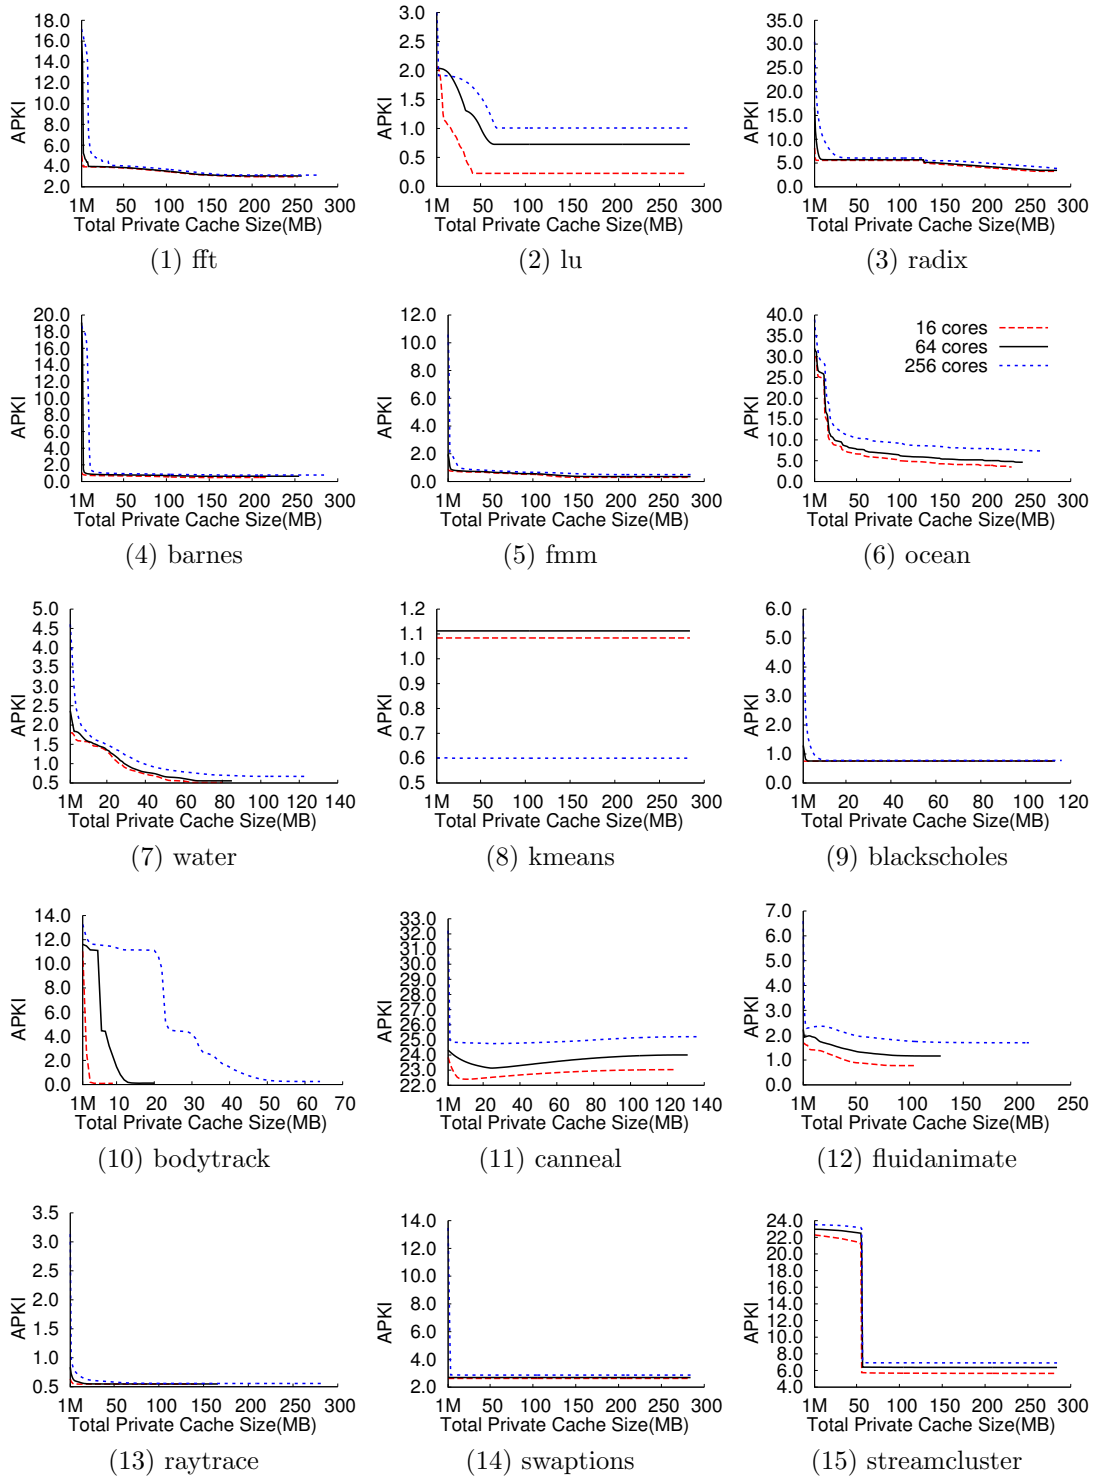 18.0
16.0
14.0
12.0
10.0
8.0
6.0
4.0
2.0
APKI
1M 50 100 150 200 250 300
Total Private Cache Size(MB)
(1) fft
3.0
2.5
2.0
1.5
1.0
0.5
0.0
APKI
1M 50 100 150 200 250 300
Total Private Cache Size(MB)
(2) lu
35.0
30.0
25.0
20.0
15.0
10.0
5.0
0.0
APKI
1M 50 100 150 200 250 300
Total Private Cache Size(MB)
(3) radix
20.0
18.0
16.0
14.0
12.0
10.0
8.0
6.0
4.0
2.0
0.0
APKI
1M 50 100 150 200 250 300
Total Private Cache Size(MB)
(4) barnes
12.0
10.0
8.0
6.0
4.0
2.0
0.0
APKI
1M 50 100 150 200 250 300
Total Private Cache Size(MB)
(5) fmm
40.0
35.0
30.0
25.0
20.0
15.0
10.0
5.0
0.0
APKI
16 cores
64 cores
256 cores
1M 50 100 150 200 250 300
Total Private Cache Size(MB)
(6) ocean
5.0
4.5
4.0
3.5
3.0
2.5
2.0
1.5
1.0
0.5
APKI
1M 20 40 60 80 100 120 140
Total Private Cache Size(MB)
(7) water
1.2
1.1
1.1
1.0
0.9
0.8
0.7
0.6
0.5
APKI
1M 50 100 150 200 250 300
Total Private Cache Size(MB)
(8) kmeans
6.0
5.0
4.0
3.0
2.0
1.0
0.0
APKI
1M 20 40 60 80 100 120
Total Private Cache Size(MB)
(9) blackscholes
14.0
12.0
10.0
8.0
6.0
4.0
2.0
0.0
APKI
1M 10 20 30 40 50 60 70
Total Private Cache Size(MB)
(10) bodytrack
33.0
32.0
31.0
30.0
29.0
28.0
27.0
26.0
25.0
24.0
23.0
22.0
APKI
1M 20 40 60 80 100 120 140
Total Private Cache Size(MB)
(11) canneal
7.0
6.0
5.0
4.0
3.0
2.0
1.0
0.0
APKI
1M 50 100 150 200 250
Total Private Cache Size(MB)
(12) fluidanimate
3.5
3.0
2.5
2.0
1.5
1.0
0.5
APKI
1M 50 100 150 200 250 300
Total Private Cache Size(MB)
(13) raytrace
14.0
12.0
10.0
8.0
6.0
4.0
2.0
APKI
1M 50 100 150 200 250 300
Total Private Cache Size(MB)
(14) swaptions
24.0
22.0
20.0
18.0
16.0
14.0
12.0
10.0
8.0
6.0
4.0
APKI
1M 50 100 150 200 250 300
Total Private Cache Size(MB)
(15) streamcluster